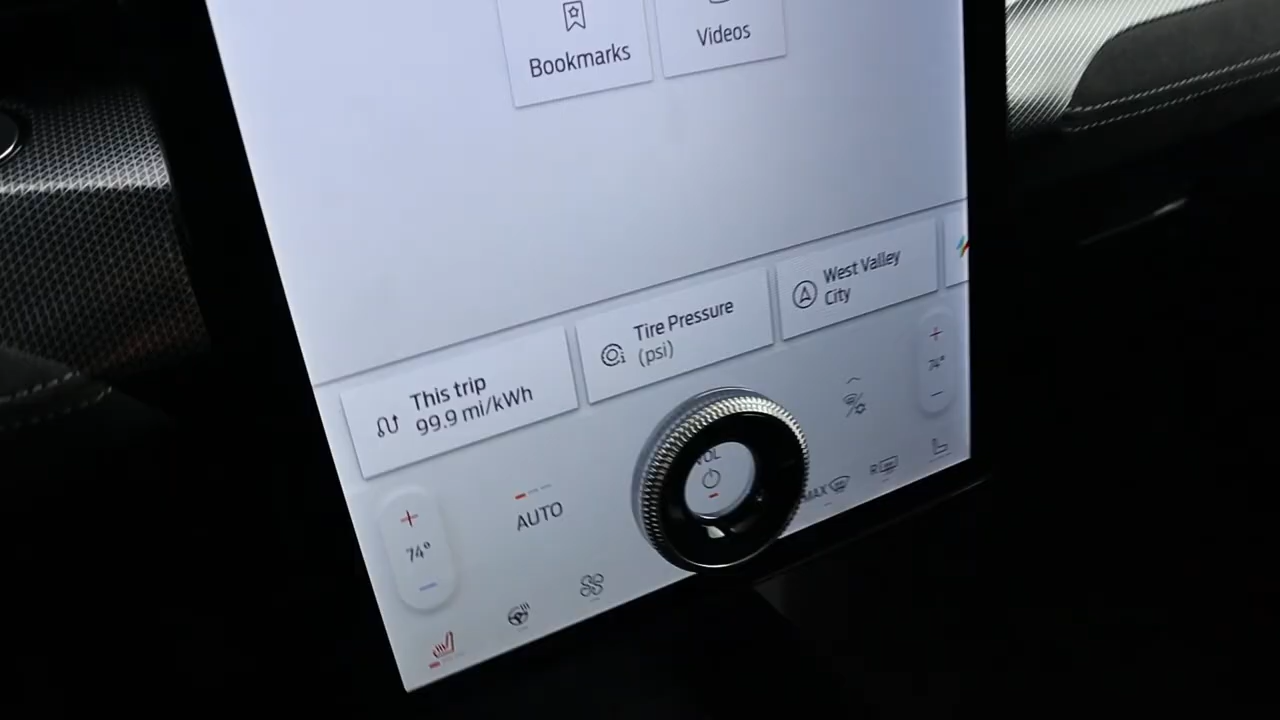 Bookmarks
Videos
This trip
99.9 mi/kWh
Tire Pressure
(psi)
West Valley
City
74°
AUTO
VOL
MAX
R
74°